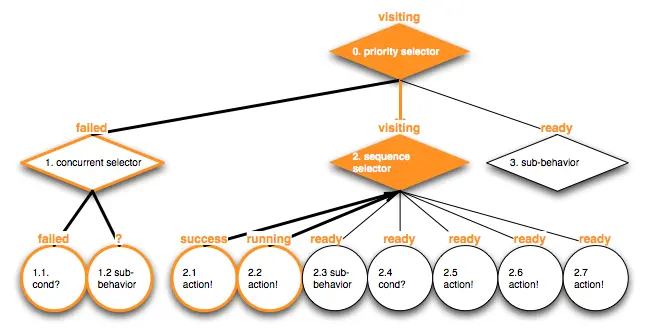 visiting
0. priority selector
failed
visiting
ready
1. concurrent selector
2. sequence
selector
3. sub-behavior
failed
?
success
running
ready
ready
ready
ready
ready
1.1.
cond?
1.2 sub-
behavior
2.1
action!
2.2
action!
2.3 sub-
behavior
2.4
cond?
2.5
action!
2.6
action!
2.7
action!